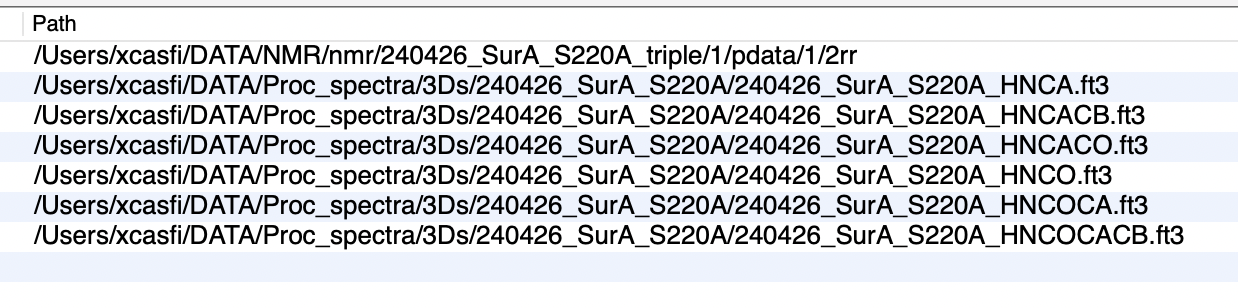 Path
/Users/xcasfi/DATA/NMR/nmr/240426_SurA_S220A_triple/1/pdata/1/2rr
/Users/xcasfi/DATA/Proc_spectra/3Ds/240426_SurA_S220A/240426_SurA_S220A_HNCA.ft3
/Users/xcasfi/DATA/Proc_spectra/3Ds/240426_SurA_S220A/240426_SurA_S220A_HNCACB.ft3
/Users/xcasfi/DATA/Proc_spectra/3Ds/240426_SurA_S220A/240426_SurA_S220A_HNCACO.ft3
/Users/xcasfi/DATA/Proc_spectra/3Ds/240426_SurA_S220A/240426_SurA_S220A_HNCO.ft3
/Users/xcasfi/DATA/Proc_spectra/3Ds/240426_SurA_S220A/240426_SurA_S220A_HNCOCA.ft3
/Users/xcasfi/DATA/Proc_spectra/3Ds/240426_SurA_S220A/240426_SurA_S220A_HNCOCACB.ft3